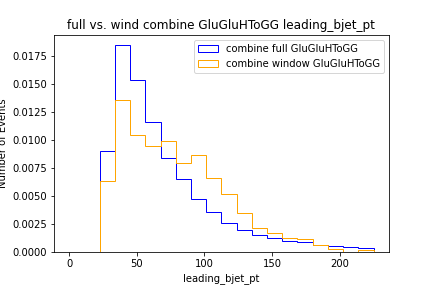 full vs. wind combine GluGluHToGG leading_bjet_pt
combine full GluGluHToGG
combine window GluGluHToGG
Number of Events
0.0175
0.0150
0.0125
0.0100
0.0075
0.0050
0.0025
0.0000
0 50 100 150 200
leading_bjet_pt